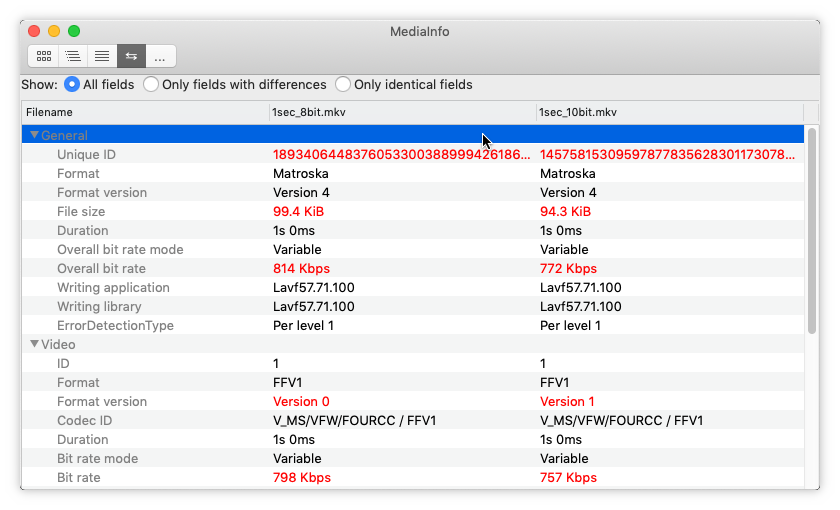 MediaInfo
...
Show: All fields Only fields with differences Only identical fields
Filename 1sec_8bit.mkv 1sec_10bit.mkv
General
Unique ID 189340644837605330038899942​6186... 145758153095978778356283011730​78...
Format Matroska Matroska
Format version Version 4 Version 4
File size 99.4 KiB 94.3 KiB
Duration 1s 0ms 1s 0ms
Overall bit rate mode Variable Variable
Overall bit rate 814 Kbps 772 Kbps
Writing application Lavf57.71.100 Lavf57.71.100
Writing library Lavf57.71.100 Lavf57.71.100
ErrorDetectionType Per level 1 Per level 1
Video
ID 1 1
Format FFV1 FFV1
Format version Version 0 Version 1
Codec ID V_MS/VFW/FOURCC / FFV1 V_MS/VFW/FOURCC / FFV1
Duration 1s 0ms 1s 0ms
Bit rate mode Variable Variable
Bit rate 798 Kbps 757 Kbps